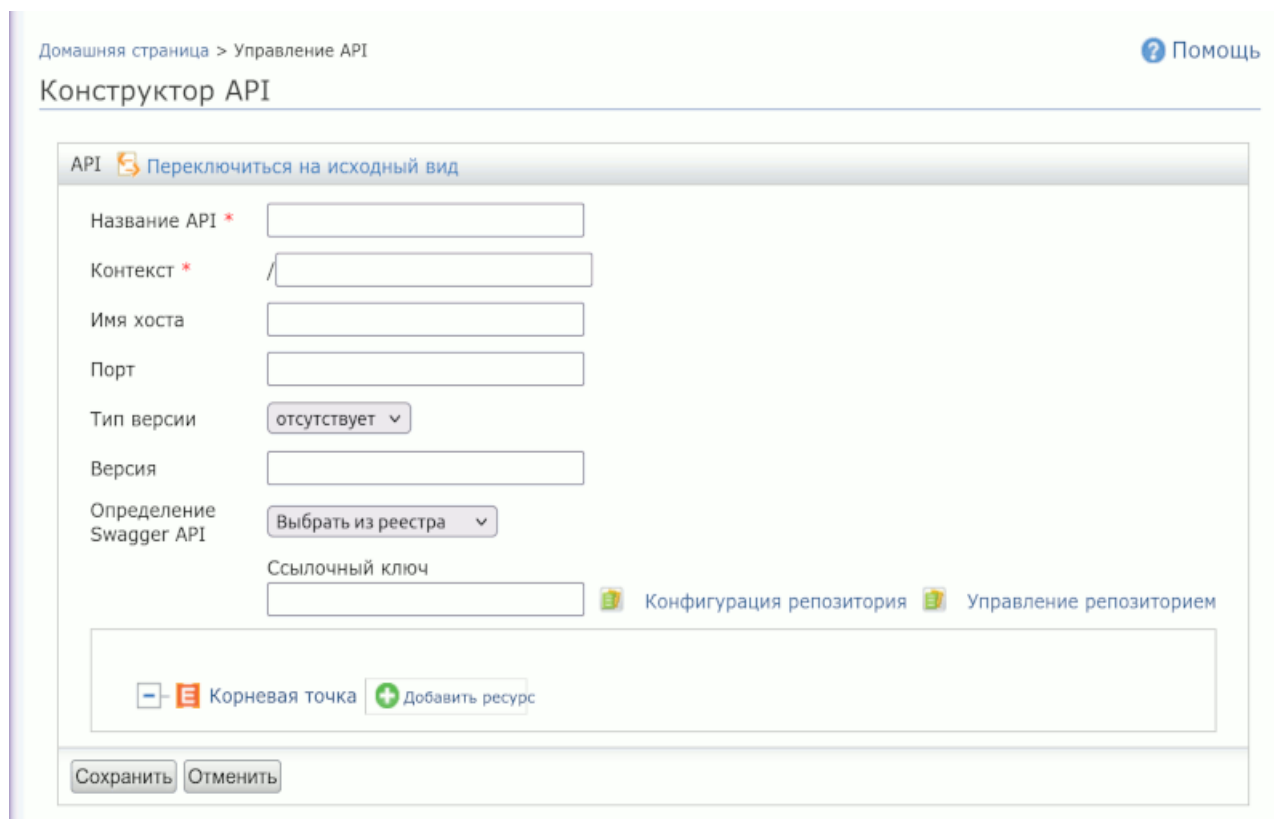 Домашняя страница > Управление API
Помощь
Конструктор API
API Переключиться на исходный вид
Название API *
Контекст * /
Имя хоста
Порт
Тип версии отсутствует
Версия
Определение
Swagger API
Выбрать из реестра
Ссылочный ключ
Конфигурация репозитория Управление репозиторием
Корневая точка Добавить ресурс
Сохранить Отменить